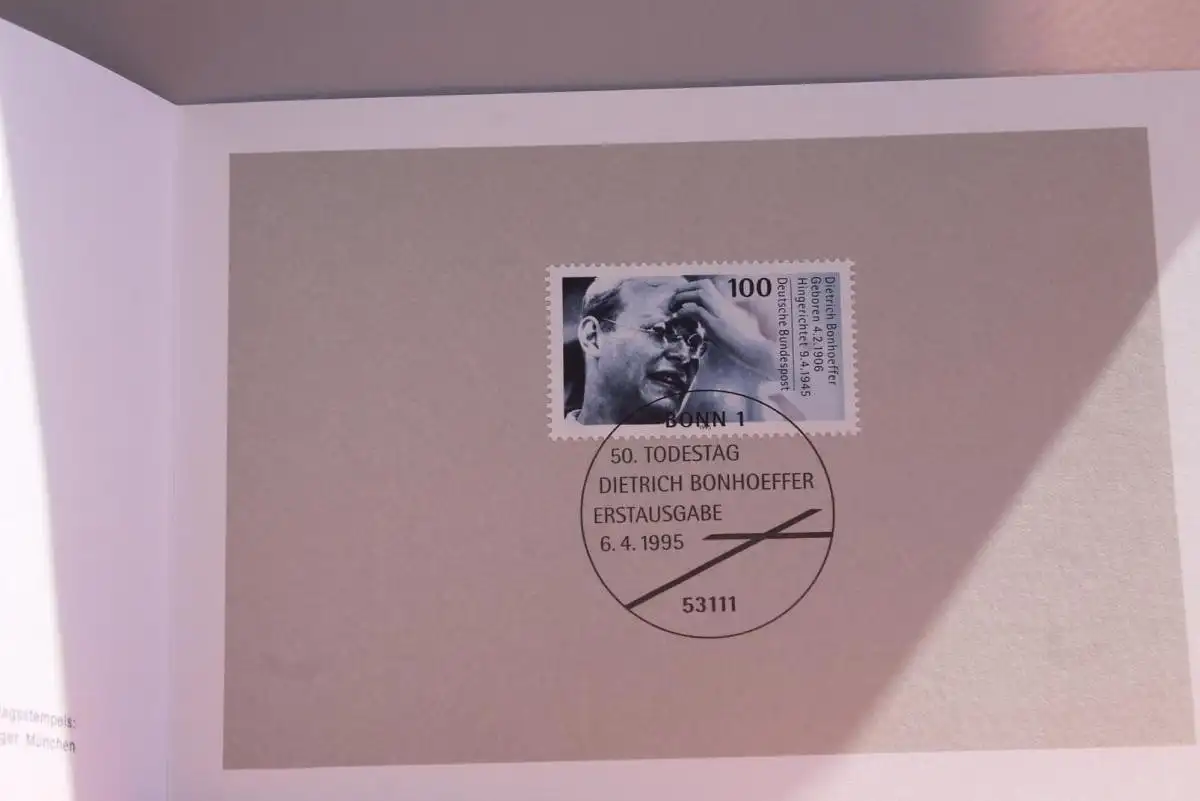 100
Deutsche Bundespost
Dietrich Bonhoeffer
Geboren 4.2.1906
Hingerichtet 9.4.1945
BONN 1
50. TODESTAG
DIETRICH BONHOEFFER
ERSTAUSGABE
6. 4. 1995
53111
München